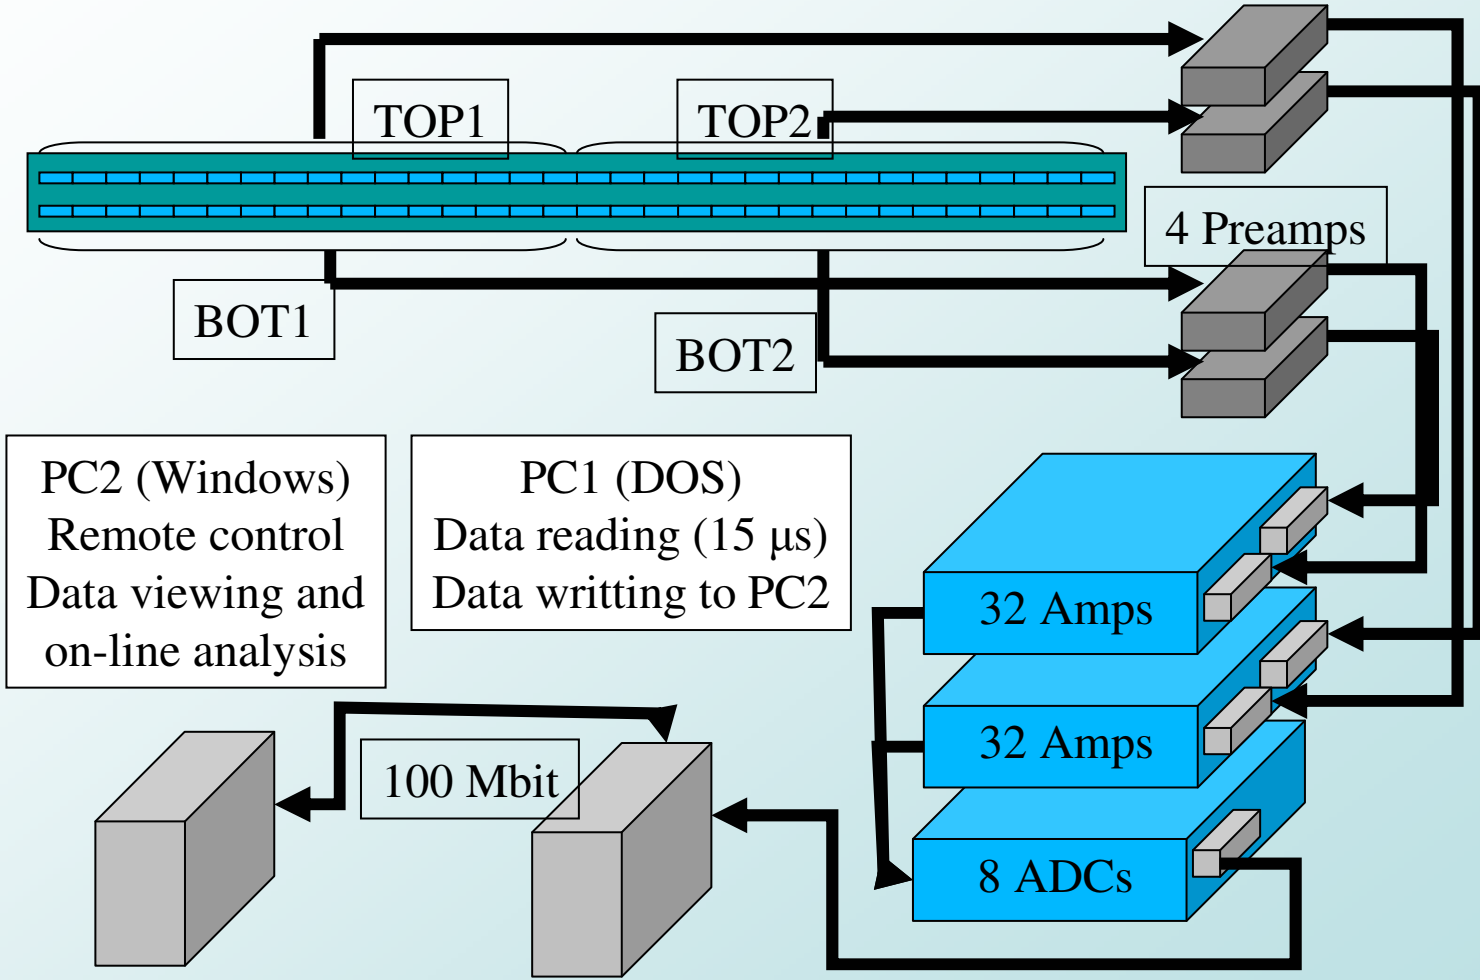 TOP1
TOP2
4 Preamps
BOT1
BOT2
PC2 (Windows)
Remote control
Data viewing and
on-line analysis
PC1 (DOS)
Data reading (15 μs)
Data writting to PC2
32 Amps
32 Amps
100 Mbit
8 ADCs